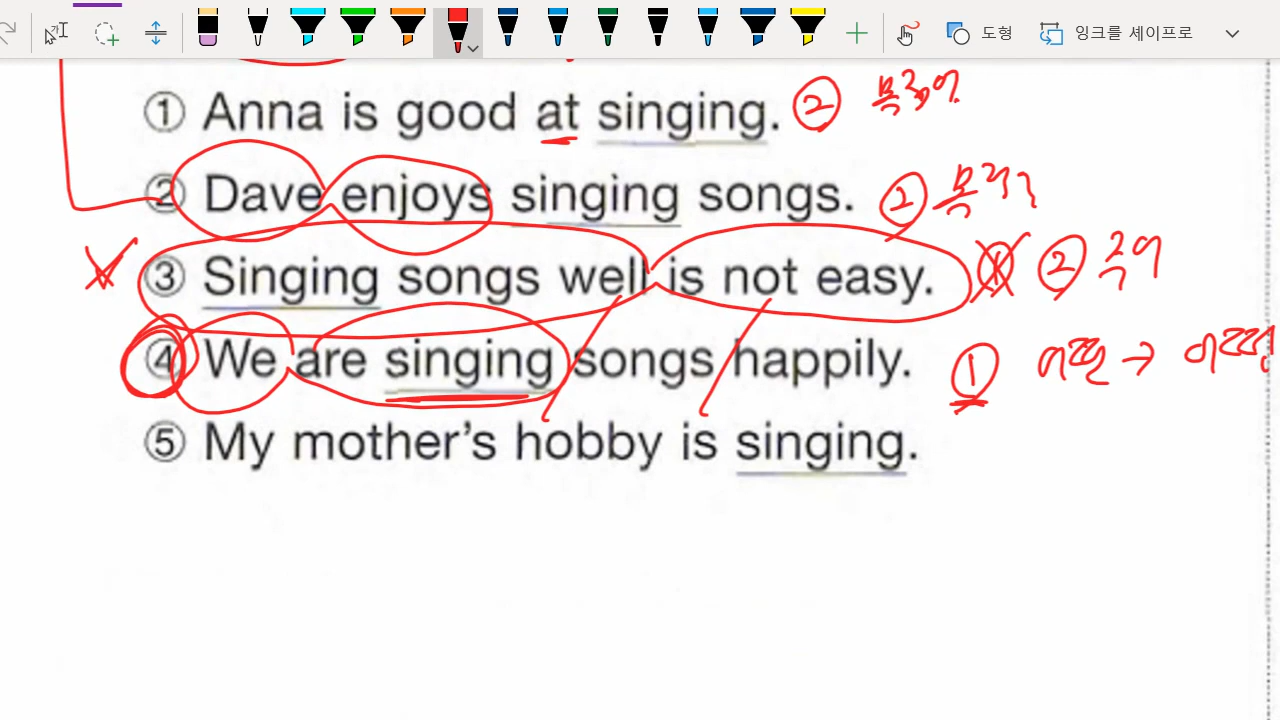 도형 잉크를 셰이프로
① Anna is good at singing. ② 목적어
② Dave enjoys singing songs. ② 목적어
③ Singing songs well is not easy. ① ② 주어
④ We are singing songs happily. ①
⑤ My mother's hobby is singing.